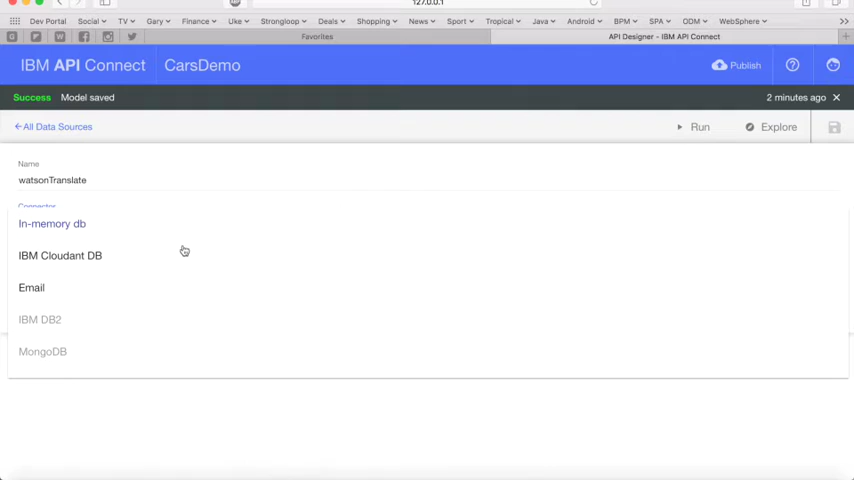 127.0.0.1
Dev Portal Social TV Gary Finance Uke Strongloop Deals Shopping News Sport Tropical Java Android BPM SPA ODM WebSphere
Favorites API Designer - IBM API Connect
IBM API Connect CarsDemo Publish
Success Model saved 2 minutes ago
All Data Sources Run Explore
Name
watsonTranslate
Connector
In-memory db
IBM Cloudant DB
Email
IBM DB2
MongoDB